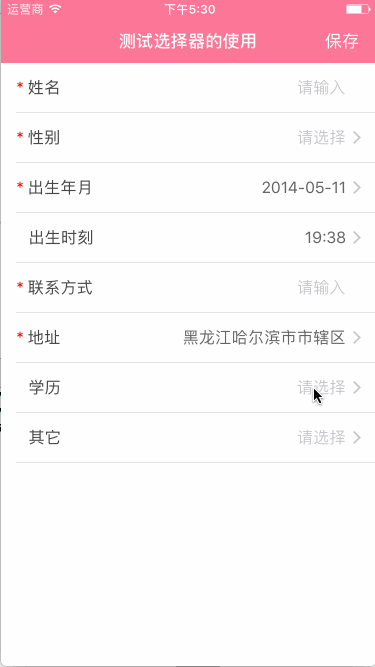 运营商 下午5:30
测试选择器的使用 保存
* 姓名 请输入
* 性别 请选择
* 出生年月 2014-05-11
出生时刻 19:38
* 联系方式 请输入
* 地址 黑龙江哈尔滨市市辖区
学历 请选择
其它 请选择